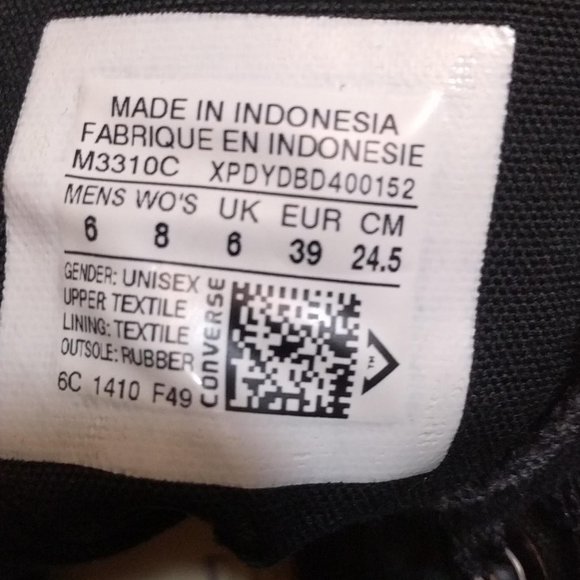 MADE IN INDONESIA
FABRIQUE EN INDONESIE
M3310C XPDYDBD400152
MENS WO'S UK EUR CM
6 8 6 39 24.5
GENDER: UNISEX
UPPER: TEXTILE
LINING: TEXTILE
OUTSOLE: RUBBER
6C 1410 F49
CONVERSE
TM